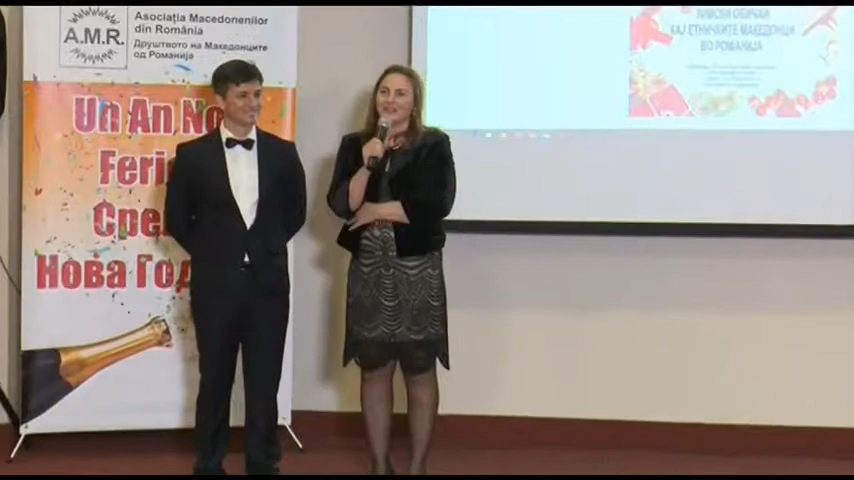 A.M.R.
Asociația Macedonenilor
din România
Друштвото на Македонците
од Романија
Un An No
Feri
Сре
Нова Год
ЗИМСКИ ОБИЧАИ
КАЈ ЕТНИЧКИТЕ МАКЕДОНЦИ
ВО РОМАНИЈА